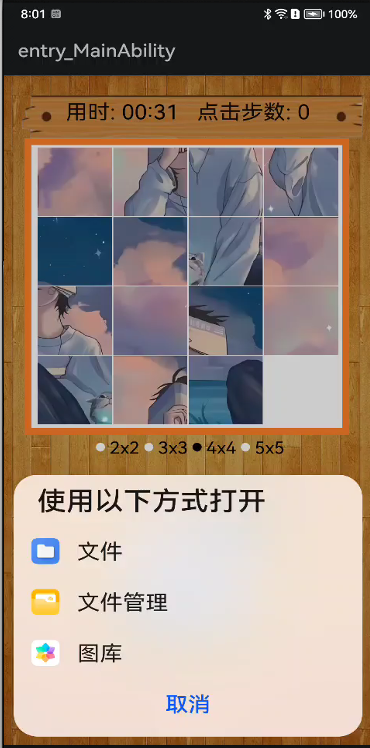 8:01 100%
entry_MainAbility
用时: 00:31 点击步数: 0
2x2 3x3 4x4 5x5
使用以下方式打开
文件
文件管理
图库
取消